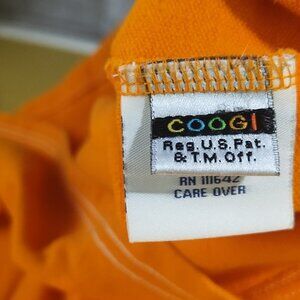 COOGI
Reg. U.S. Pat.
& T.M. Off.
RN 111642
CARE OVER